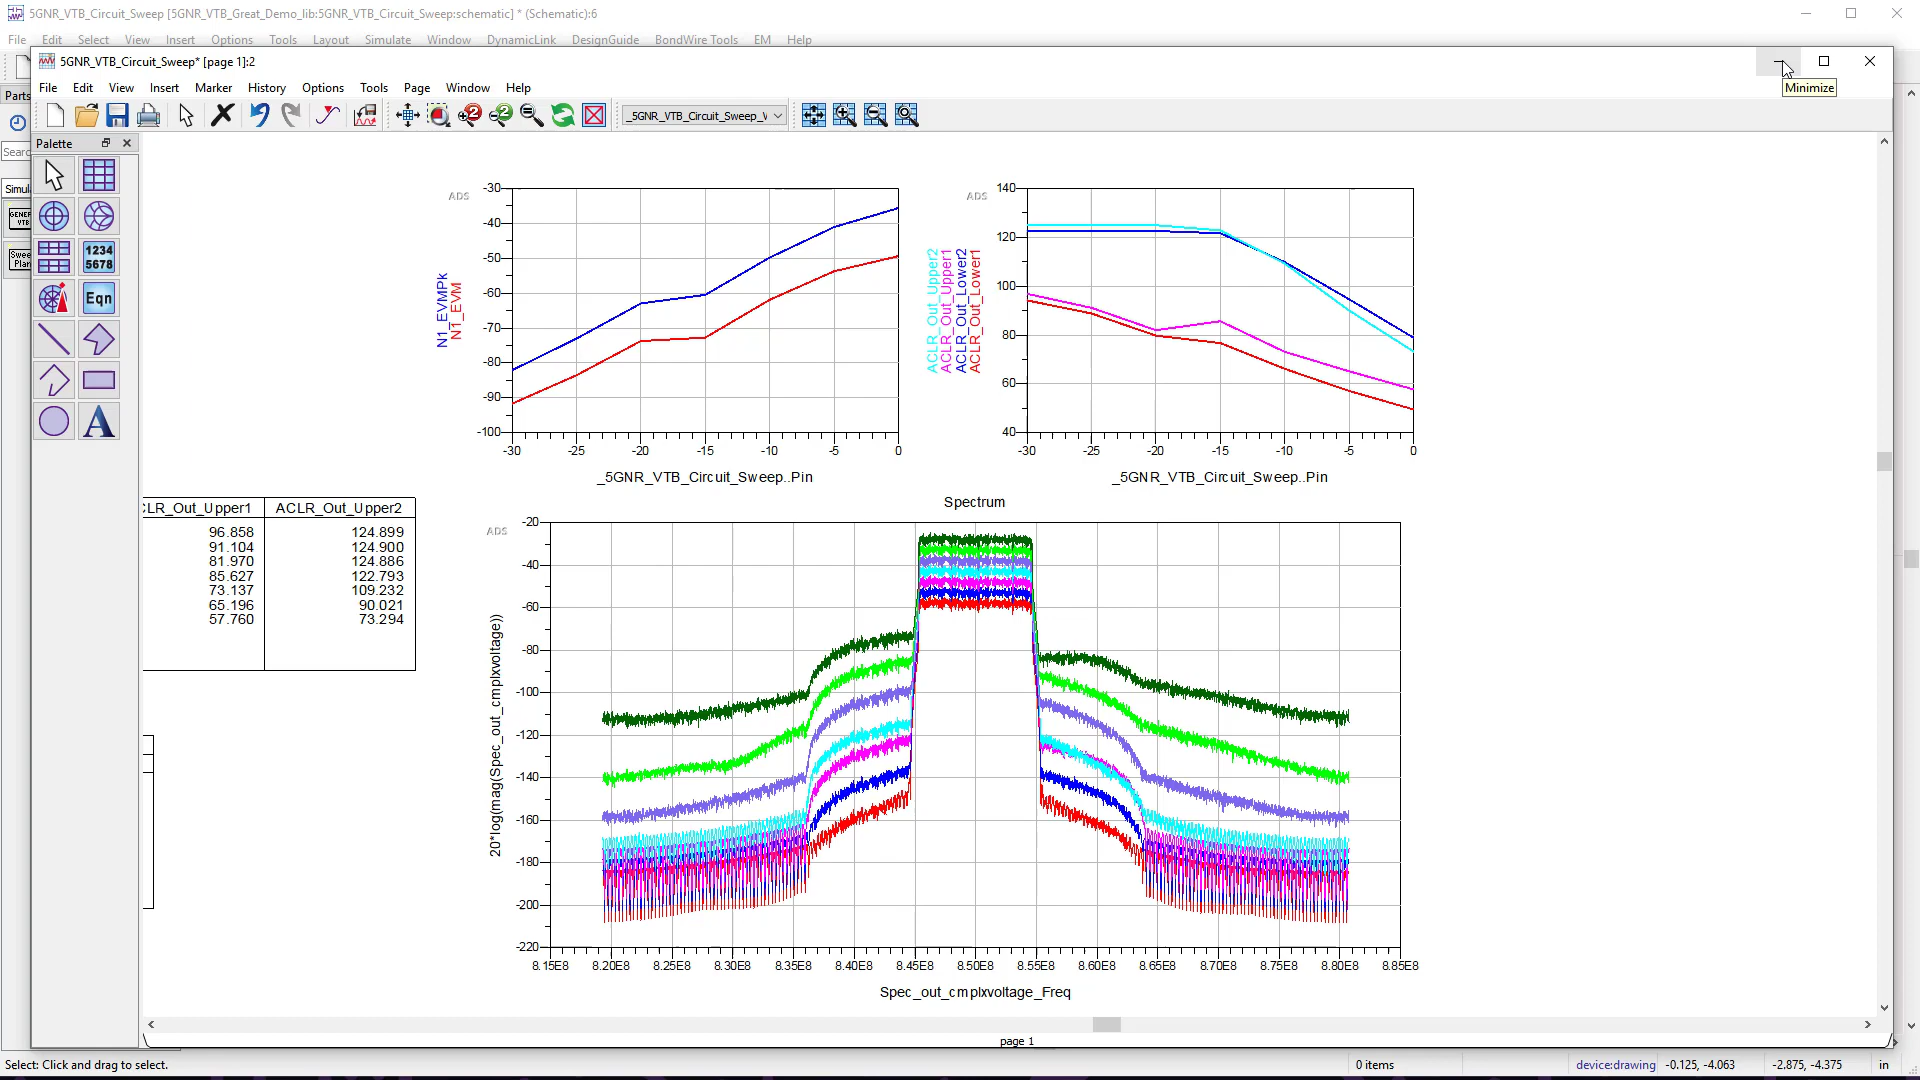 5GNR_VTB_Circuit_Sweep [5GNR_VTB_Great_Demo_lib:5GNR_VTB_Circuit_Sweep:schematic] * (Schematic):6
File Edit Select View Insert Options Tools Layout Simulate Window DynamicLink DesignGuide BondWire Tools EM Help
5GNR_VTB_Circuit_Sweep* [page 1]:2
Minimize
File Edit View Insert Marker History Options Tools Page Window Help
Parts
_5GNR_VTB_Circuit_Sweep_V
Palette
Sear
Simul
GENE
VTB
Swee
Plan
1234
5678
Eqn
A
ADS
-30
-40
-50
-60
-70
-80
-90
-100
N1_EVMPk
N1_EVM
-30 -25 -20 -15 -10 -5 0
_5GNR_VTB_Circuit_Sweep..Pin
ADS
140
120
100
80
60
40
ACLR_Out_Upper2
ACLR_Out_Upper1
ACLR_Out_Lower2
ACLR_Out_Lower1
-30 -25 -20 -15 -10 -5 0
_5GNR_VTB_Circuit_Sweep..Pin
CLR_Out_Upper1 ACLR_Out_Upper2
96.858 124.899
91.104 124.900
81.970 124.886
85.627 122.793
73.137 109.232
65.196 90.021
57.760 73.294
Spectrum
ADS
-20
-40
-60
-80
-100
-120
-140
-160
-180
-200
-220
20*log(mag(Spec_out_cmplxvoltage))
8.15E8 8.20E8 8.25E8 8.30E8 8.35E8 8.40E8 8.45E8 8.50E8 8.55E8 8.60E8 8.65E8 8.70E8 8.75E8 8.80E8 8.85E8
Spec_out_cmplxvoltage_Freq
page 1
Select: Click and drag to select.
0 items
device:drawing
-0.125, -4.063
-2.875, -4.375
in